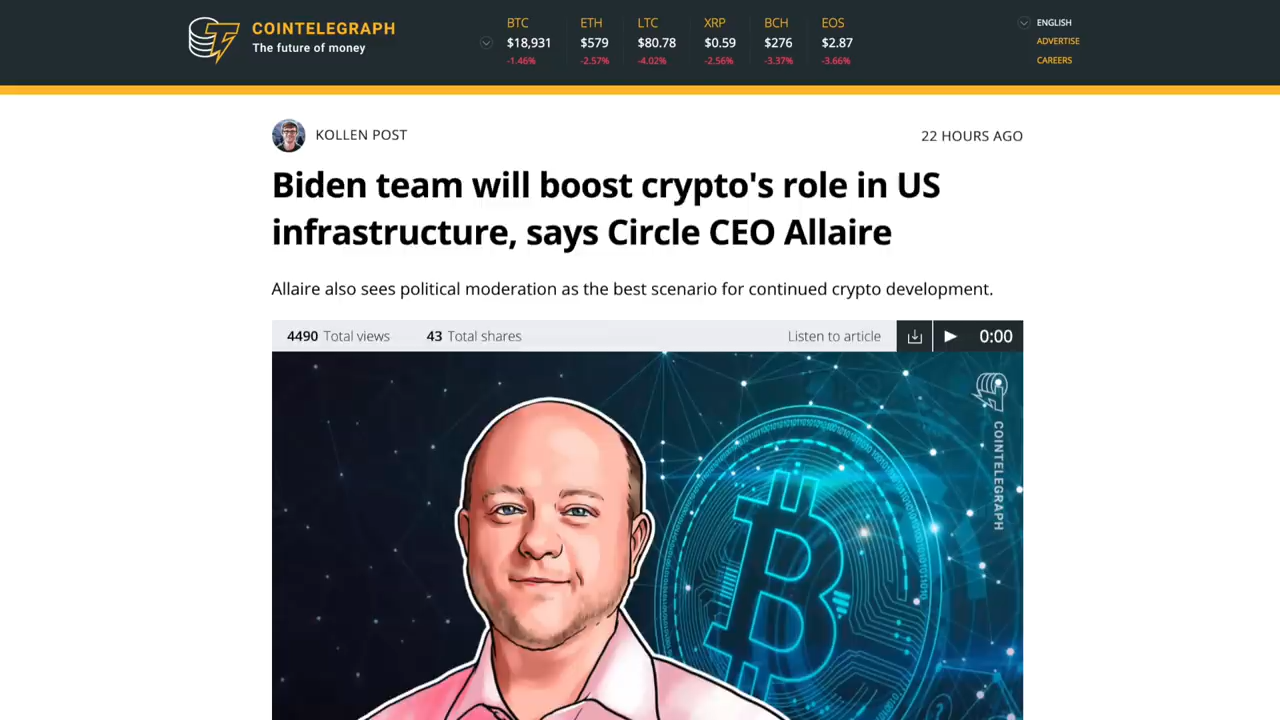 COINTELEGRAPH
The future of money
BTC ETH LTC XRP BCH EOS
$18,931 $579 $80.78 $0.59 $276 $2.87
-1.46% -2.57% -4.02% -2.56% -3.37% -3.66%
ENGLISH
ADVERTISE
CAREERS
KOLLEN POST
22 HOURS AGO
Biden team will boost crypto's role in US
infrastructure, says Circle CEO Allaire
Allaire also sees political moderation as the best scenario for continued crypto development.
4490 Total views 43 Total shares Listen to article 0:00
COINTELEGRAPH